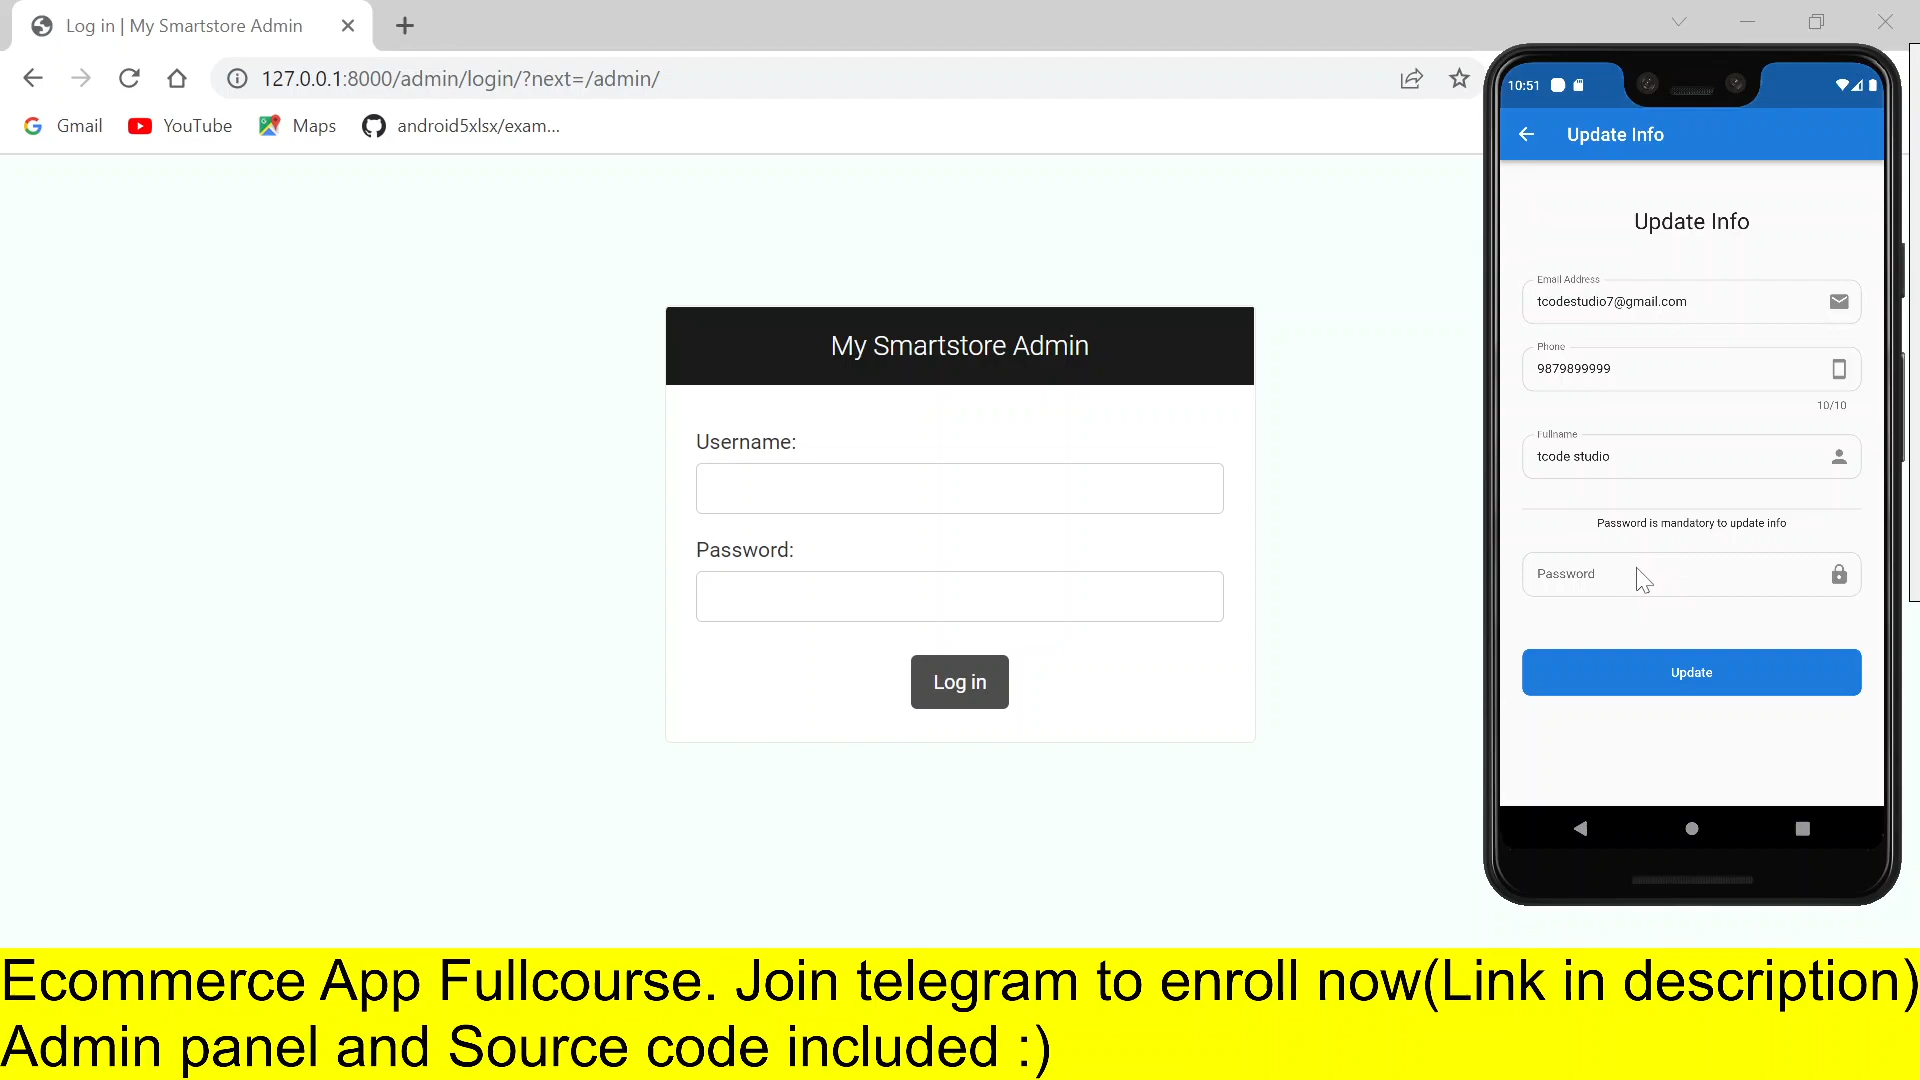 Log in | My Smartstore Admin
127.0.0.1:8000/admin/login/?next=/admin/
Gmail
YouTube
Maps
android5xlsx/exam...
My Smartstore Admin
Username:
Password:
Log in
10:51
Update Info
Update Info
Email Address
tcodestudio7@gmail.com
Phone
9879899999
10/10
Fullname
tcode studio
Password is mandatory to update info
Password
Update
Ecommerce App Fullcourse. Join telegram to enroll now(Link in description)
Admin panel and Source code included :)